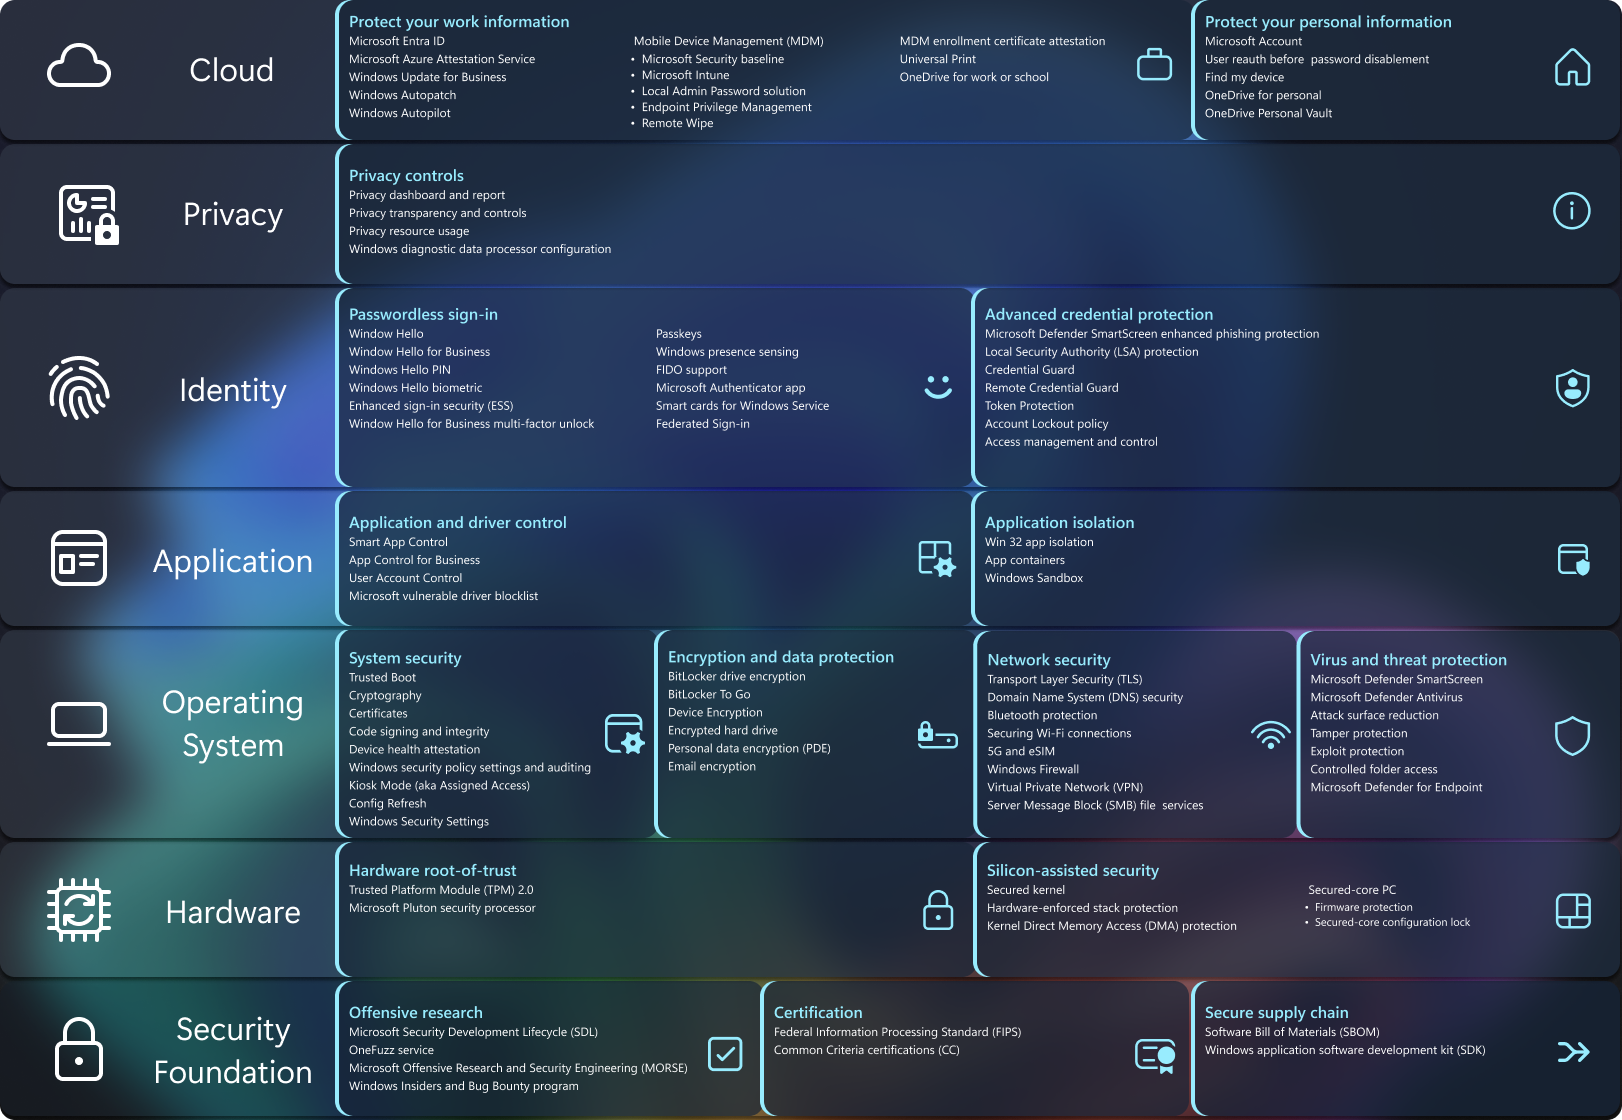 Cloud
Protect your work information
Microsoft Entra ID
Microsoft Azure Attestation Service
Windows Update for Business
Windows Autopatch
Windows Autopilot
Mobile Device Management (MDM)
• Microsoft Security baseline
• Microsoft Intune
• Local Admin Password solution
• Endpoint Privilege Management
• Remote Wipe
MDM enrollment certificate attestation
Universal Print
OneDrive for work or school
Protect your personal information
Microsoft Account
User reauth before password disablement
Find my device
OneDrive for personal
OneDrive Personal Vault
Privacy
Privacy controls
Privacy dashboard and report
Privacy transparency and controls
Privacy resource usage
Windows diagnostic data processor configuration
Identity
Passwordless sign-in
Window Hello
Window Hello for Business
Windows Hello PIN
Windows Hello biometric
Enhanced sign-in security (ESS)
Window Hello for Business multi-factor unlock
Passkeys
Windows presence sensing
FIDO support
Microsoft Authenticator app
Smart cards for Windows Service
Federated Sign-in
Advanced credential protection
Microsoft Defender SmartScreen enhanced phishing protection
Local Security Authority (LSA) protection
Credential Guard
Remote Credential Guard
Token Protection
Account Lockout policy
Access management and control
Application
Application and driver control
Smart App Control
App Control for Business
User Account Control
Microsoft vulnerable driver blocklist
Application isolation
Win 32 app isolation
App containers
Windows Sandbox
Operating
System
System security
Trusted Boot
Cryptography
Certificates
Code signing and integrity
Device health attestation
Windows security policy settings and auditing
Kiosk Mode (aka Assigned Access)
Config Refresh
Windows Security Settings
Encryption and data protection
BitLocker drive encryption
BitLocker To Go
Device Encryption
Encrypted hard drive
Personal data encryption (PDE)
Email encryption
Network security
Transport Layer Security (TLS)
Domain Name System (DNS) security
Bluetooth protection
Securing Wi-Fi connections
5G and eSIM
Windows Firewall
Virtual Private Network (VPN)
Server Message Block (SMB) file services
Virus and threat protection
Microsoft Defender SmartScreen
Microsoft Defender Antivirus
Attack surface reduction
Tamper protection
Exploit protection
Controlled folder access
Microsoft Defender for Endpoint
Hardware
Hardware root-of-trust
Trusted Platform Module (TPM) 2.0
Microsoft Pluton security processor
Silicon-assisted security
Secured kernel
Hardware-enforced stack protection
Kernel Direct Memory Access (DMA) protection
Secured-core PC
• Firmware protection
• Secured-core configuration lock
Security
Foundation
Offensive research
Microsoft Security Development Lifecycle (SDL)
OneFuzz service
Microsoft Offensive Research and Security Engineering (MORSE)
Windows Insiders and Bug Bounty program
Certification
Federal Information Processing Standard (FIPS)
Common Criteria certifications (CC)
Secure supply chain
Software Bill of Materials (SBOM)
Windows application software development kit (SDK)